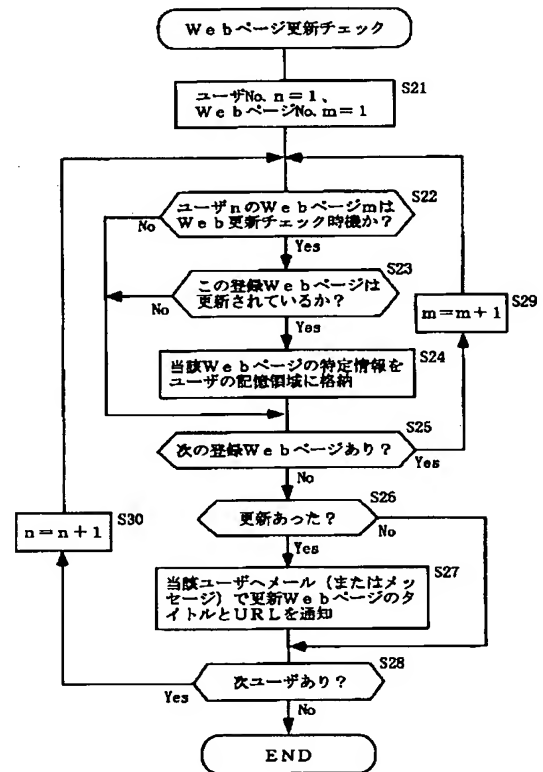 Ｗｅｂページ更新チェック
S21
ユーザNo. n＝1、
ＷｅｂページNo. m＝1
S22
ユーザnのＷｅｂページmは
Ｗｅｂ更新チェック時機か？
No
Yes
S23
この登録Ｗｅｂページは
更新されているか？
No
Yes
S29
m＝m＋1
S24
当該Ｗｅｂページの特定情報を
ユーザの記憶領域に格納
S25
次の登録Ｗｅｂページあり？
Yes
No
S26
更新あった？
No
Yes
S30
n＝n＋1
S27
当該ユーザへメール（またはメッ
セージ）で更新Ｗｅｂページのタ
イトルとＵＲＬを通知
S28
次ユーザあり？
Yes
No
ＥＮＤ